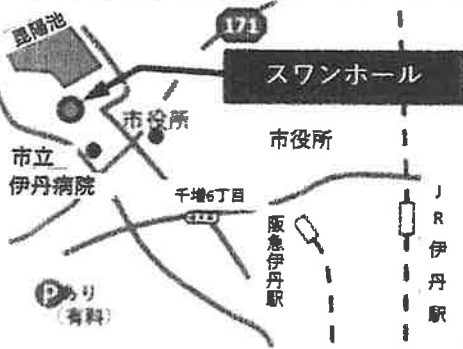 昆陽池
171
スワンホール
市役所
市役所
市立
伊丹病院
千増6丁目
阪急伊丹駅
JR伊丹駅
Pあり
（有料）